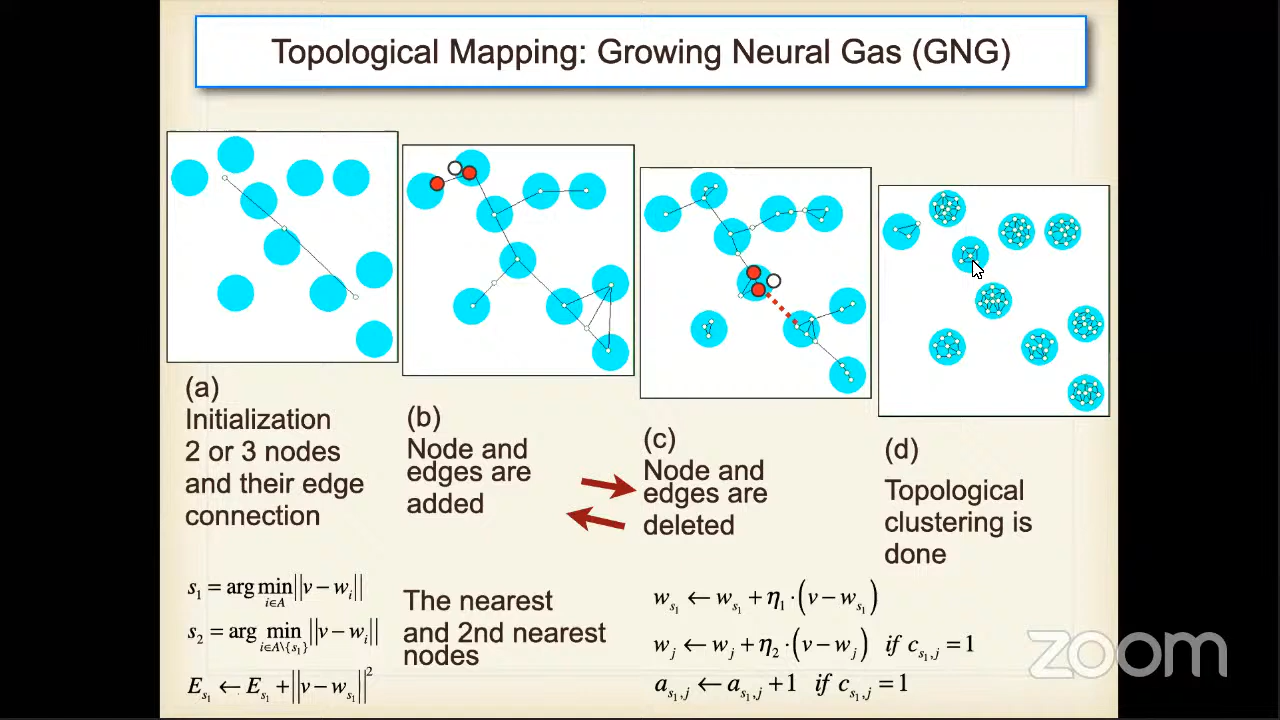 Topological Mapping: Growing Neural Gas (GNG)
(a)
Initialization
2 or 3 nodes
and their edge
connection
(b)
Node and
edges are
added
(c)
Node and
edges are
deleted
(d)
Topological
clustering is
done
s₁ = arg min_{i∈A} ||v − wᵢ||
s₂ = arg min_{i∈A\{s₁}} ||v − wᵢ||
E_{s₁} ← E_{s₁} + ||v − w_{s₁}||²
The nearest
and 2nd nearest
nodes
w_{s₁} ← w_{s₁} + η₁·(v − w_{s₁})
w_j ← w_j + η₂·(v − w_j) if c_{s₁,j} = 1
a_{s₁,j} ← a_{s₁,j} + 1 if c_{s₁,j} = 1
zoom